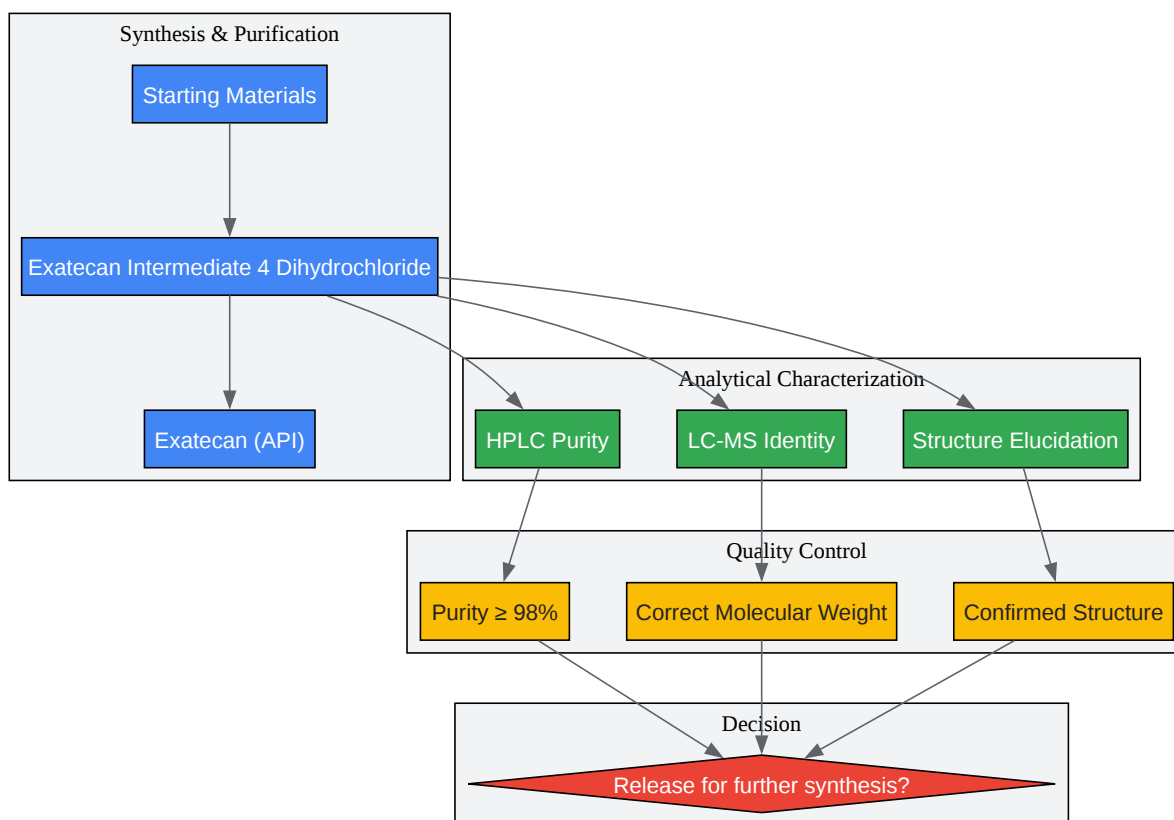 Synthesis & Purification
Starting Materials
Exatecan Intermediate 4 Dihydrochloride
Exatecan (API)
Analytical Characterization
HPLC Purity
LC-MS Identity
Structure Elucidation
Quality Control
Purity ≥ 98%
Correct Molecular Weight
Confirmed Structure
Decision
Release for further synthesis?